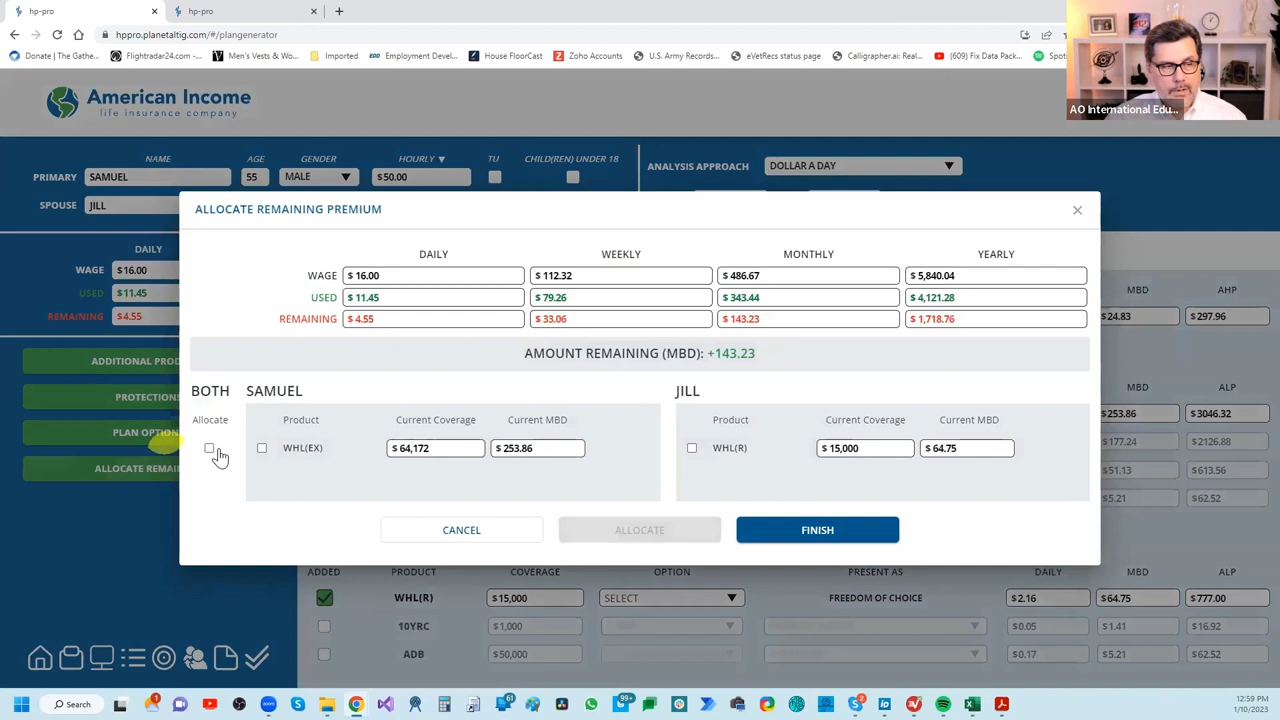 hp-pro
hp-pro
hppro.planetaltig.com/#/plangenerator
Donate | The Gathe...
Flightradar24.com -...
Men's Vests & Wo...
Imported
EDD
Employment Devel...
House FloorCast
Zoho Accounts
U.S. Army Records...
eVetRecs status page
Calligrapher.ai: Real...
(609) Fix Data Pack...
Spot
AO International Edu...
American Income
life insurance company
NAME AGE GENDER HOURLY ▼ TU CHILD(REN) UNDER 18
ANALYSIS APPROACH DOLLAR A DAY
PRIMARY SAMUEL 55 MALE $50.00
SPOUSE JILL
DAILY
WAGE $16.00
USED $11.45
REMAINING $4.55
ADDITIONAL PROD
PROTECTIONS
PLAN OPTION
ALLOCATE REMAI
ALLOCATE REMAINING PREMIUM
DAILY WEEKLY MONTHLY YEARLY
WAGE $ 16.00 $ 112.32 $ 486.67 $ 5,840.04
USED $ 11.45 $ 79.26 $ 343.44 $ 4,121.28
REMAINING $ 4.55 $ 33.06 $ 143.23 $ 1,718.76
AMOUNT REMAINING (MBD): +143.23
BOTH SAMUEL JILL
Allocate Product Current Coverage Current MBD Product Current Coverage Current MBD
WHL(EX) $ 64,172 $ 253.86 WHL(R) $ 15,000 $ 64.75
CANCEL ALLOCATE FINISH
MBD AHP
$24.83 $297.96
MBD ALP
$253.86 $3046.32
$177.24 $2126.88
$51.13 $613.56
$5.21 $62.52
ADDED PRODUCT COVERAGE OPTION PRESENT AS DAILY MBD ALP
WHL(R) $15,000 SELECT FREEDOM OF CHOICE $2.16 $64.75 $777.00
10YRC $1,000 $0.05 $1.41 $16.92
ADB $50,000 $0.17 $5.21 $62.52
Search
1
61
99+
2
12:59 PM
1/10/2023